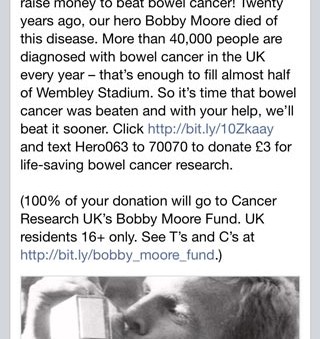 raise money to beat bowel cancer! Twenty
years ago, our hero Bobby Moore died of
this disease. More than 40,000 people are
diagnosed with bowel cancer in the UK
every year – that's enough to fill almost half
of Wembley Stadium. So it's time that bowel
cancer was beaten and with your help, we'll
beat it sooner. Click http://bit.ly/10Zkaay
and text Hero063 to 70070 to donate £3 for
life-saving bowel cancer research.
(100% of your donation will go to Cancer
Research UK's Bobby Moore Fund. UK
residents 16+ only. See T's and C's at
http://bit.ly/bobby_moore_fund.)